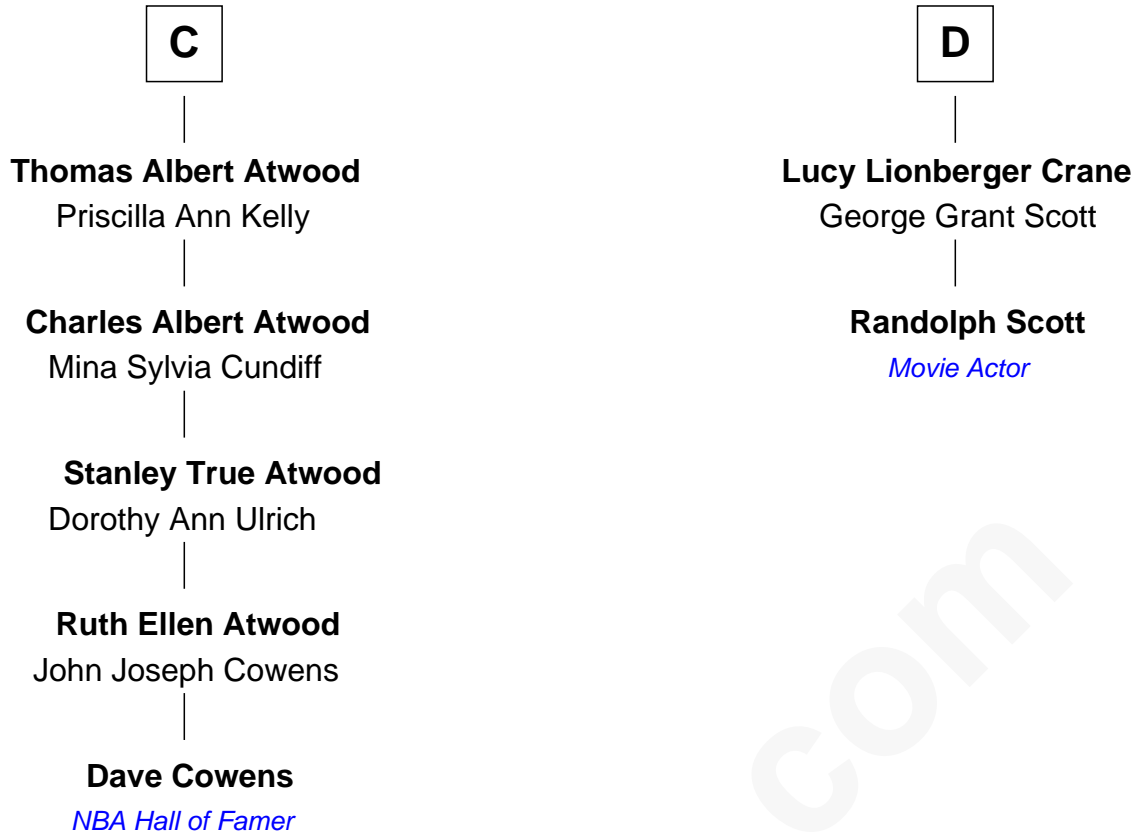 C
Thomas Albert Atwood
Priscilla Ann Kelly
Charles Albert Atwood
Mina Sylvia Cundiff
Stanley True Atwood
Dorothy Ann Ulrich
Ruth Ellen Atwood
John Joseph Cowens
Dave Cowens
NBA Hall of Famer
D
Lucy Lionberger Crane
George Grant Scott
Randolph Scott
Movie Actor
com